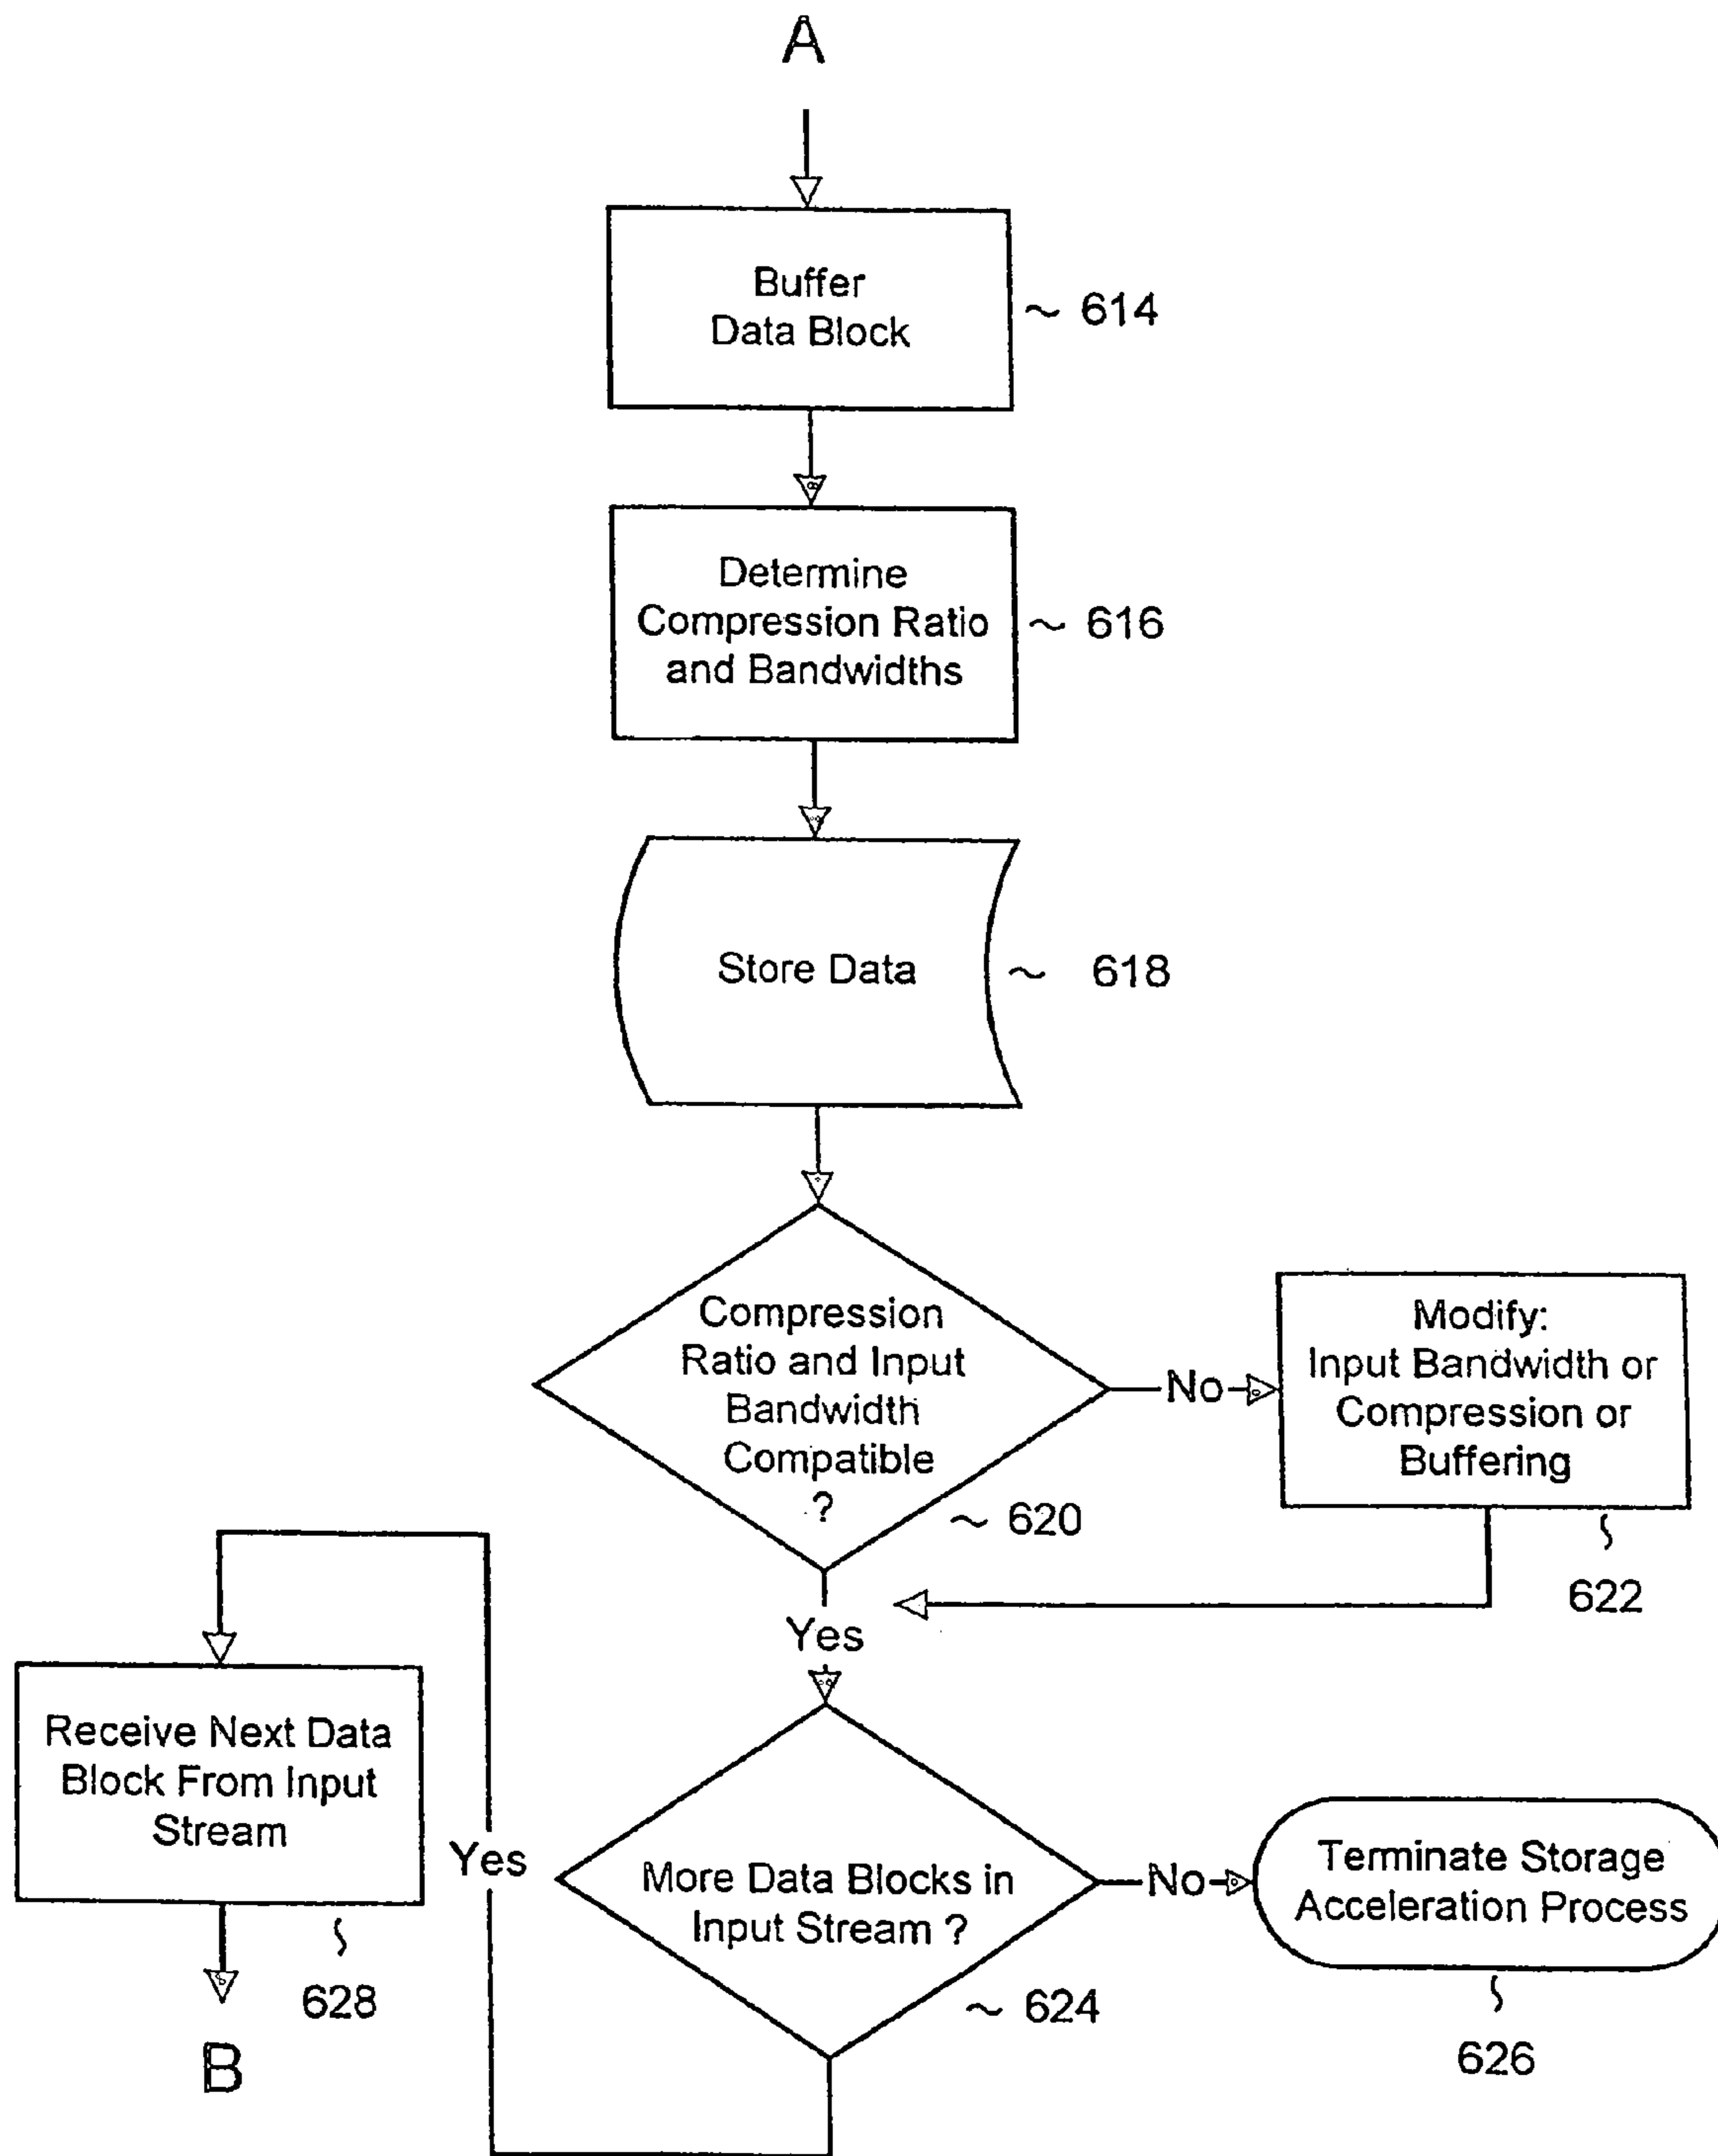 A
Buffer
Data Block
~ 614
Determine
Compression Ratio
and Bandwidths
~ 616
Store Data
~ 618
Compression
Ratio and Input
Bandwidth
Compatible
?
~ 620
No
Modify:
Input Bandwidth or
Compression or
Buffering
622
Yes
Receive Next Data
Block From Input
Stream
628
B
Yes
More Data Blocks in
Input Stream ?
~ 624
No
Terminate Storage
Acceleration Process
626